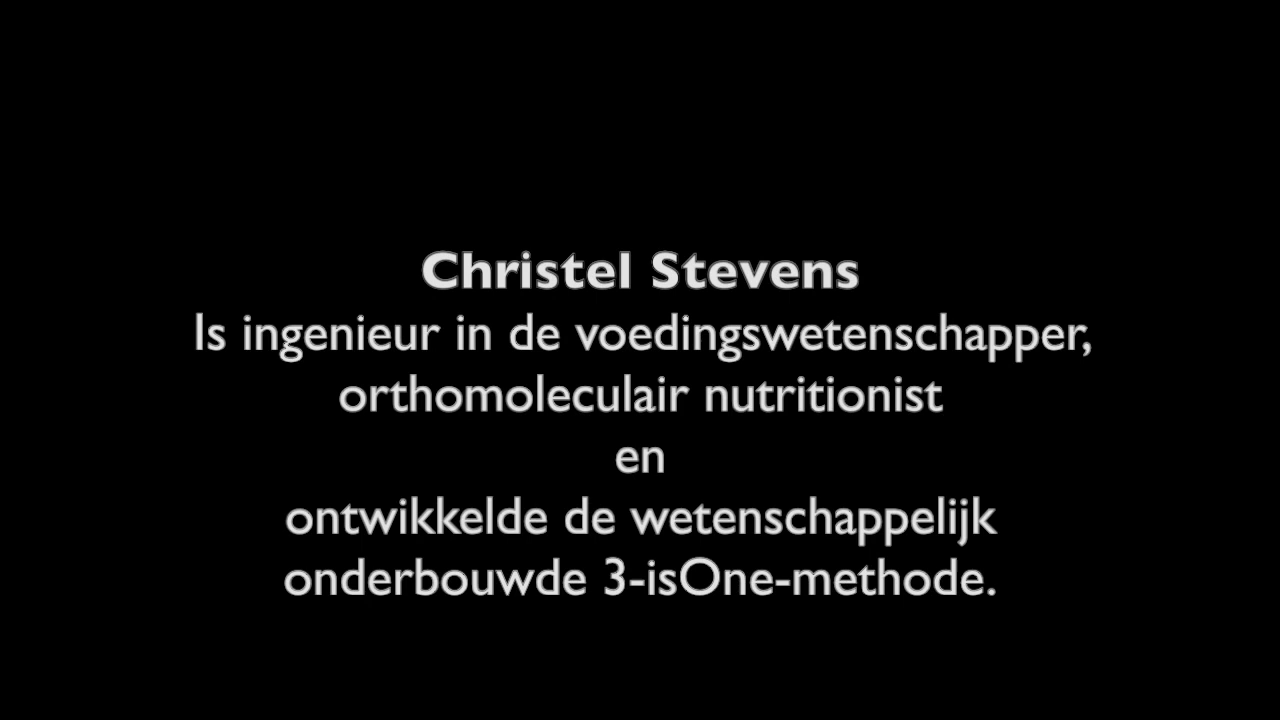 Christel Stevens
Is ingenieur in de voedingswetenschapper,
orthomoleculair nutritionist
en
ontwikkelde de wetenschappelijk
onderbouwde 3-isOne-methode.